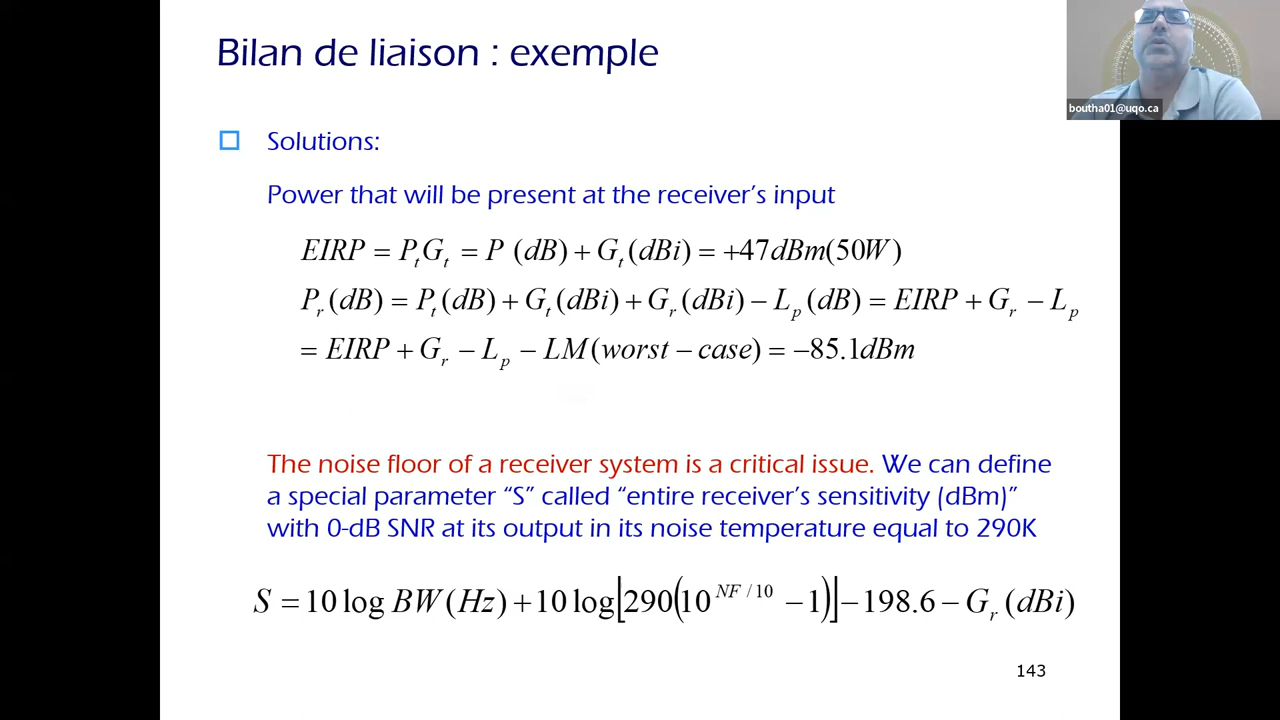 Bilan de liaison : exemple
boutha01@uqo.ca
Solutions:
Power that will be present at the receiver's input
EIRP = P_t G_t = P (dB) + G_t (dBi) = +47dBm(50W)
P_r (dB) = P_t (dB) + G_t (dBi) + G_r (dBi) − L_p (dB) = EIRP + G_r − L_p
= EIRP + G_r − L_p − LM(worst − case) = −85.1dBm
The noise floor of a receiver system is a critical issue. We can define
a special parameter “S” called “entire receiver's sensitivity (dBm)”
with 0-dB SNR at its output in its noise temperature equal to 290K
S = 10 log BW(Hz) + 10 log⌊290(10^{NF/10} − 1)⌋ − 198.6 − G_r (dBi)
143